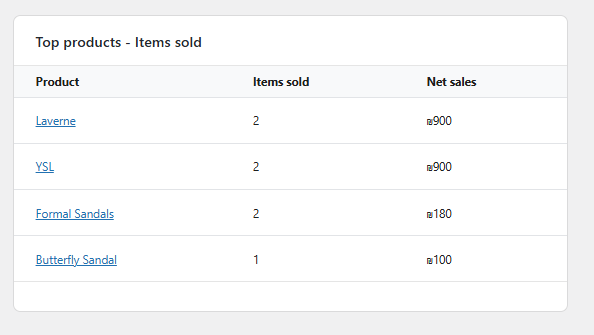 Top products - Items sold
Product Items sold Net sales
Laverne 2 ₪900
YSL 2 ₪900
Formal Sandals 2 ₪180
Butterfly Sandal 1 ₪100